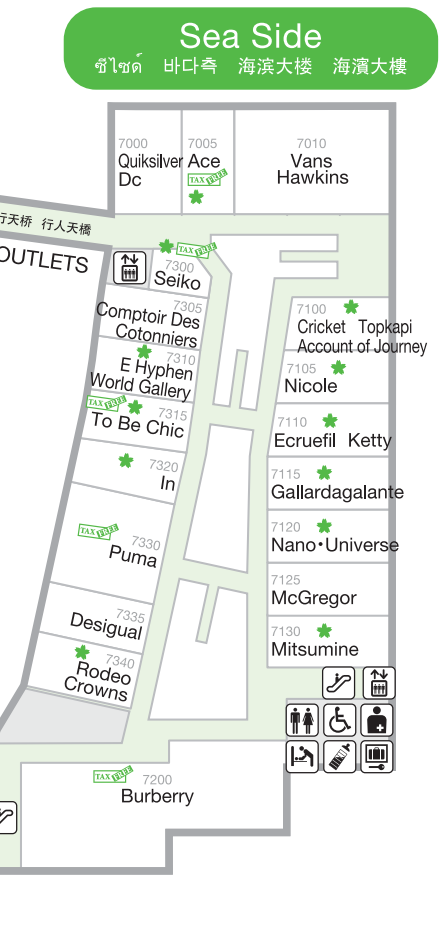 Sea Side
ซีไซด์ 바다측 海滨大楼 海濱大樓
7000
Quiksilver
Dc
7005
Ace
TAX FREE
7010
Vans
Hawkins
行天桥 行人天橋
OUTLETS
TAX FREE
7300
Seiko
7305
Comptoir Des
Cotonniers
7310
E Hyphen
World Gallery
TAX FREE
7315
To Be Chic
7320
In
TAX FREE
7330
Puma
7335
Desigual
7340
Rodeo
Crowns
7100
Cricket Topkapi
Account of Journey
7105
Nicole
7110
Ecruefil Ketty
7115
Gallardagalante
7120
Nano•Universe
7125
McGregor
7130
Mitsumine
TAX FREE
7200
Burberry